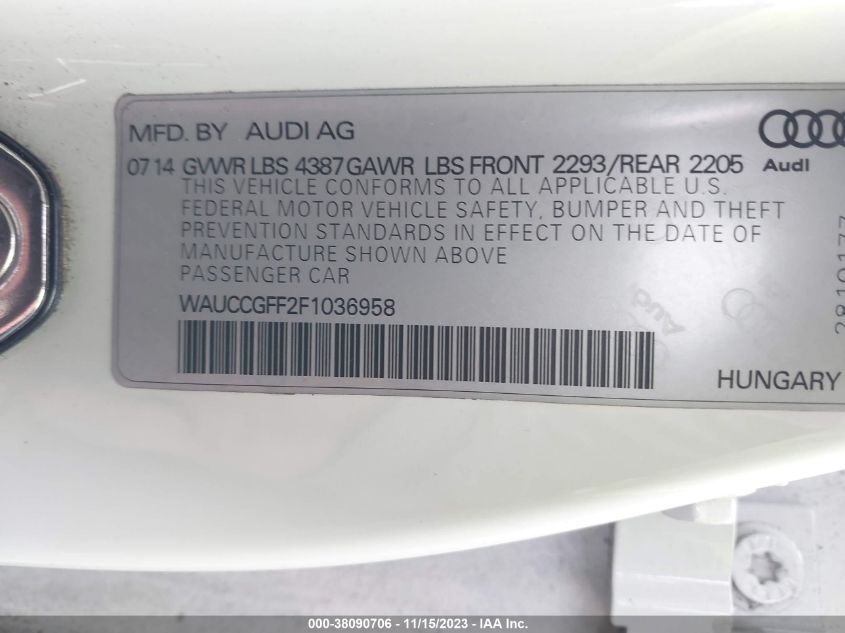 MFD. BY AUDI AG
0714 GVWR LBS 4387 GAWR LBS FRONT 2293/REAR 2205
Audi
THIS VEHICLE CONFORMS TO ALL APPLICABLE U.S.
FEDERAL MOTOR VEHICLE SAFETY, BUMPER AND THEFT
PREVENTION STANDARDS IN EFFECT ON THE DATE OF
MANUFACTURE SHOWN ABOVE
PASSENGER CAR
WAUCCGFF2F1036958
Audi
2810177
HUNGARY
000-38090706 - 11/15/2023 - IAA Inc.